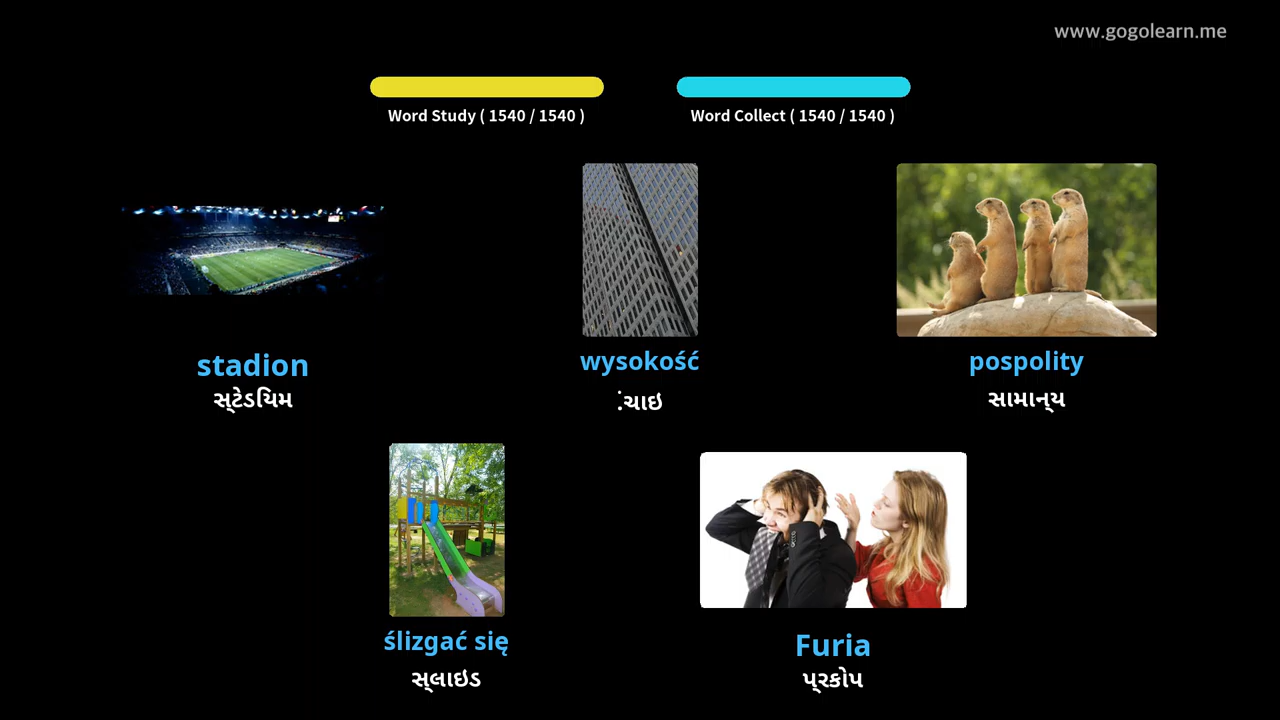 www.gogolearn.me
Word Study ( 1540 / 1540 )
Word Collect ( 1540 / 1540 )
stadion
સ્ટેડિયમ
wysokość
ંચાઇ
pospolity
સામાન્ય
ślizgać się
સ્લાઇડ
Furia
પ્રકોપ